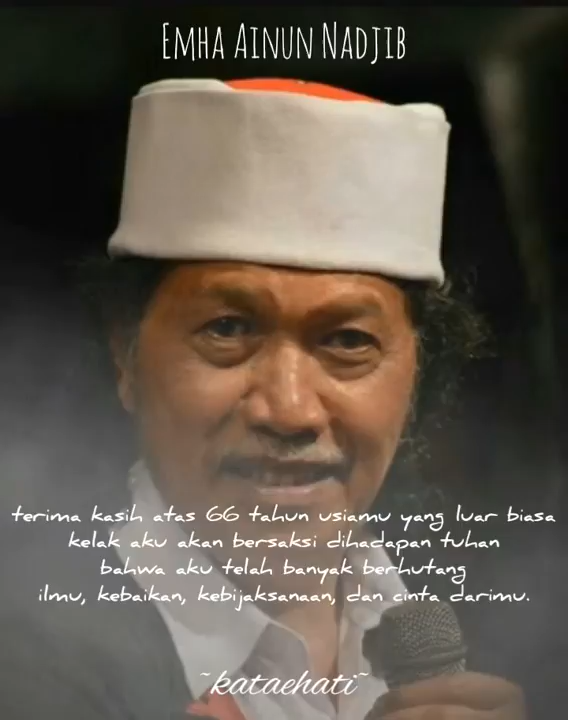 EMHA AINUN NADJIB
terima kasih atas 66 tahun usiamu yang luar biasa
kelak aku akan bersaksi dihadapan tuhan
bahwa aku telah banyak berhutang
ilmu, kebaikan, kebijaksanaan, dan cinta darimu.
~kataehati~